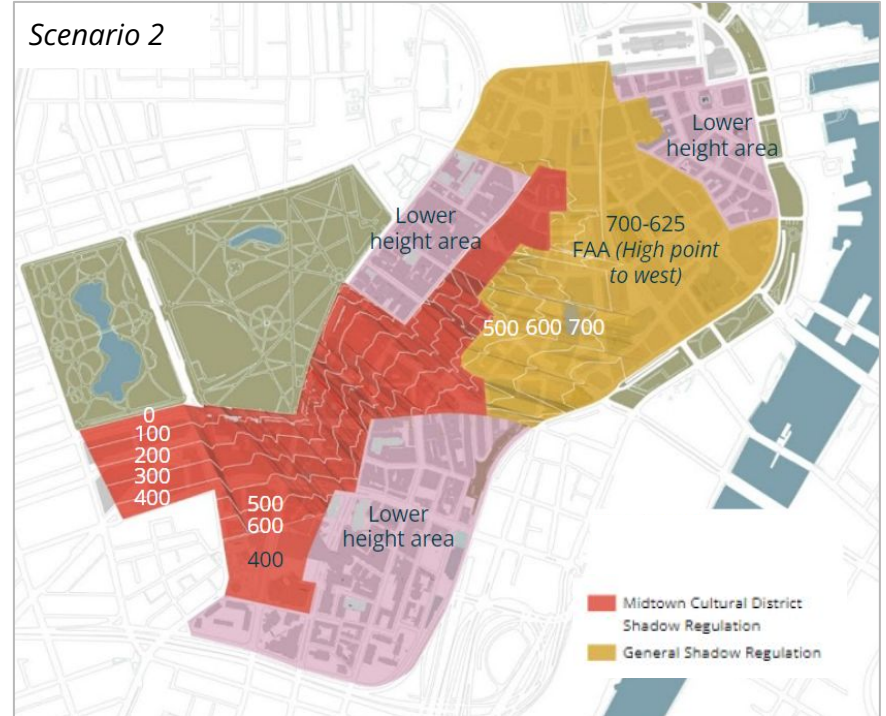 Scenario 2
Lower
height area
Lower
height area
700-625
FAA (High point
to west)
500 600 700
0
100
200
300
400
500
600
400
Lower
height area
Midtown Cultural District
Shadow Regulation
General Shadow Regulation